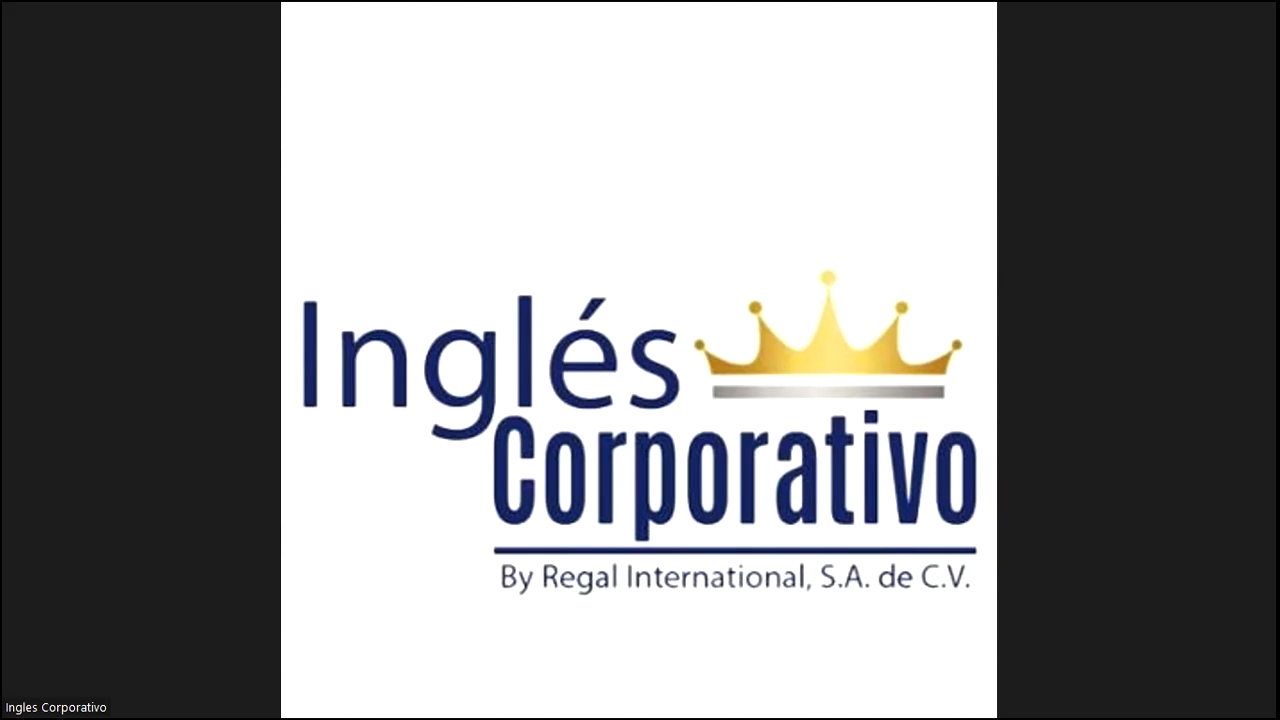 Inglés
Corporativo
By Regal International, S.A. de C.V.
Ingles Corporativo